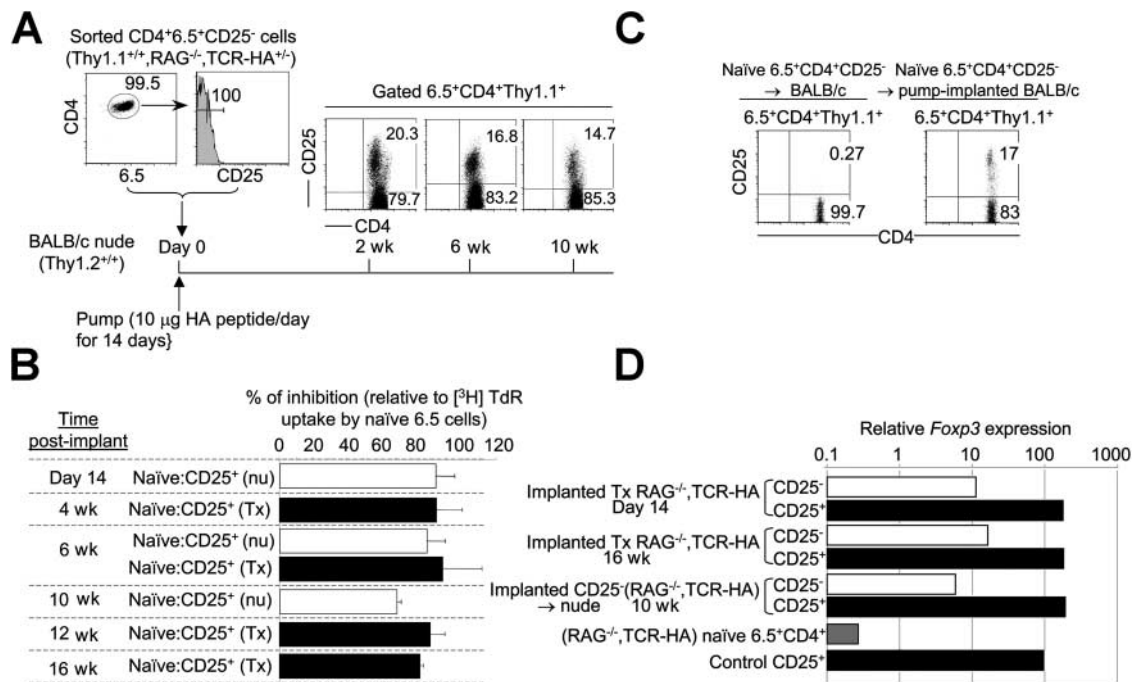 A
Sorted CD4+6.5+CD25- cells
(Thy1.1+/+,RAG-/-,TCR-HA+/-)
99.5
100
CD4
6.5
CD25
Gated 6.5+CD4+Thy1.1+
CD25
20.3
16.8
14.7
79.7
83.2
85.3
CD4
BALB/c nude
(Thy1.2+/+)
Day 0
2 wk
6 wk
10 wk
Pump (10 µg HA peptide/day
for 14 days}
C
Naïve 6.5+CD4+CD25-
→ BALB/c
6.5+CD4+Thy1.1+
Naïve 6.5+CD4+CD25-
→ pump-implanted BALB/c
6.5+CD4+Thy1.1+
CD25
0.27
99.7
17
83
CD4
B
% of inhibition (relative to [3H] TdR
uptake by naïve 6.5 cells)
Time
post-implant
0 20 40 60 80 100 120
Day 14 Naïve:CD25+ (nu)
4 wk Naïve:CD25+ (Tx)
6 wk Naïve:CD25+ (nu)
Naïve:CD25+ (Tx)
10 wk Naïve:CD25+ (nu)
12 wk Naïve:CD25+ (Tx)
16 wk Naïve:CD25+ (Tx)
D
Relative Foxp3 expression
0.1 1 10 100 1000
Implanted Tx RAG-/-,TCR-HA
Day 14
CD25-
CD25+
Implanted Tx RAG-/-,TCR-HA
16 wk
CD25-
CD25+
Implanted CD25-(RAG-/-,TCR-HA)
→ nude 10 wk
CD25-
CD25+
(RAG-/-,TCR-HA) naïve 6.5+CD4+
Control CD25+